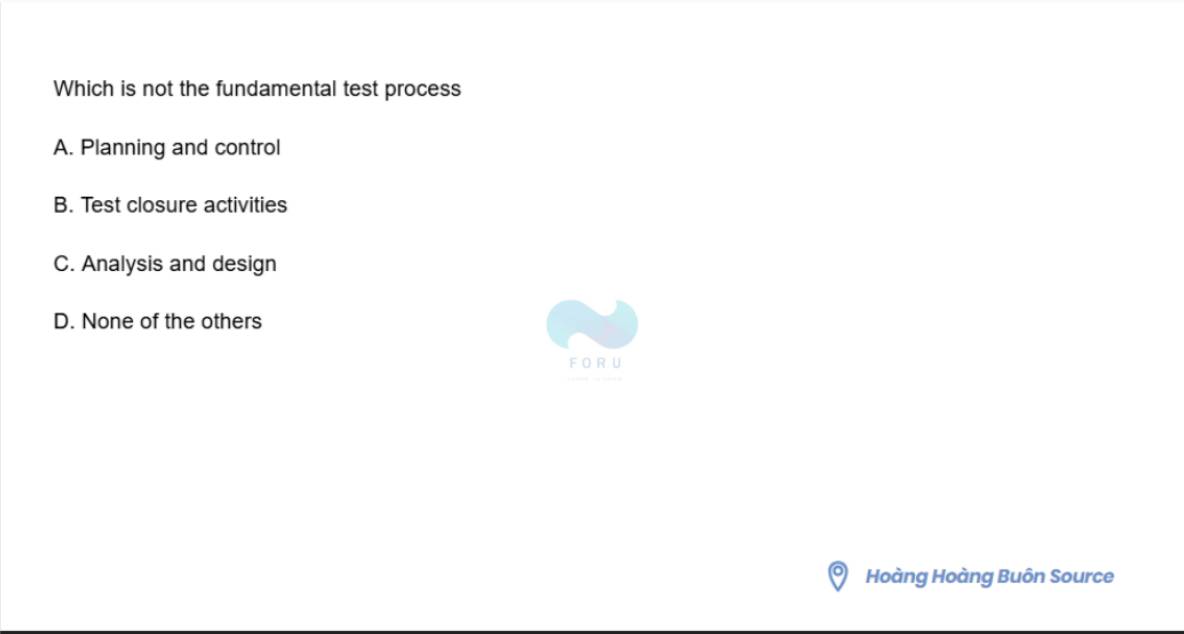 Which is not the fundamental test process
A. Planning and control
B. Test closure activities
C. Analysis and design
D. None of the others
FORU
Hoàng Hoàng Buôn Source